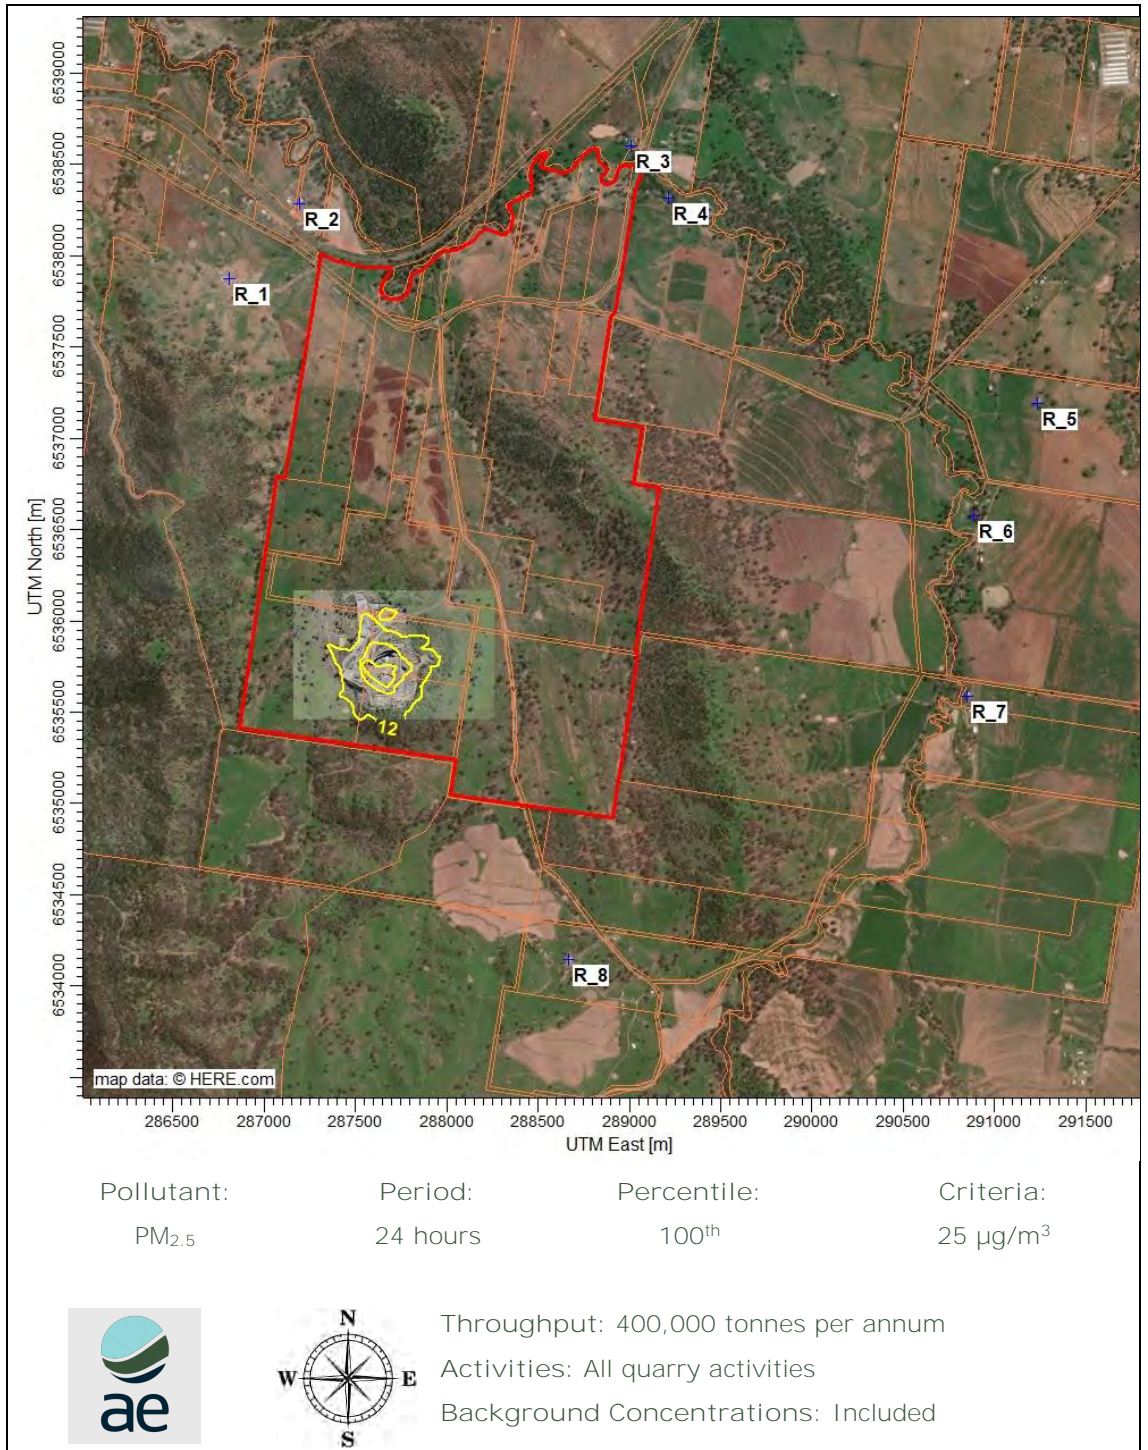 UTM North [m]
6539000
6538500
6538000
6537500
6537000
6536500
6536000
6535500
6535000
6534500
6534000
R_3
R_4
R_2
R_1
R_5
R_6
R_7
12
R_8
map data: © HERE.com
286500 287000 287500 288000 288500 289000 289500 290000 290500 291000 291500
UTM East [m]
Pollutant: Period: Percentile: Criteria:
PM2.5 24 hours 100th 25 µg/m³
ae
N
W E
S
Throughput: 400,000 tonnes per annum
Activities: All quarry activities
Background Concentrations: Included